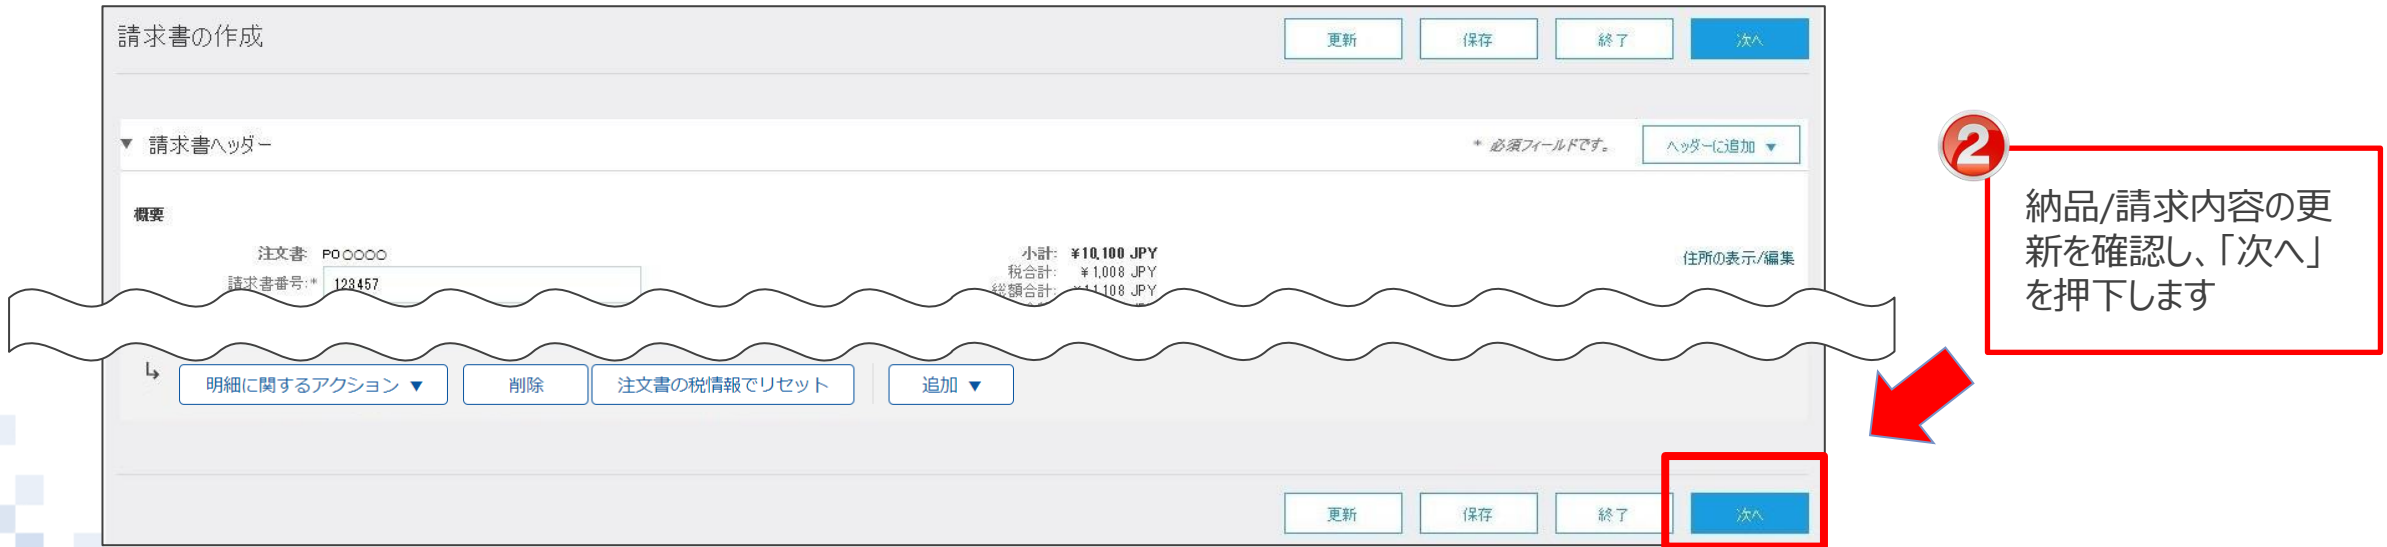 請求書の作成
更新
保存
終了
次へ
▼ 請求書ヘッダー
* 必須フィールドです。
ヘッダーに追加 ▼
概要
注文書: PO○○○○
請求書番号:* 123457
小計: ¥10,100 JPY
税合計: ¥1,008 JPY
総額合計: ¥11,108 JPY
住所の表示/編集
明細に関するアクション ▼
削除
注文書の税情報でリセット
追加 ▼
更新
保存
終了
次へ
2
納品/請求内容の更
新を確認し、「次へ」
を押下します